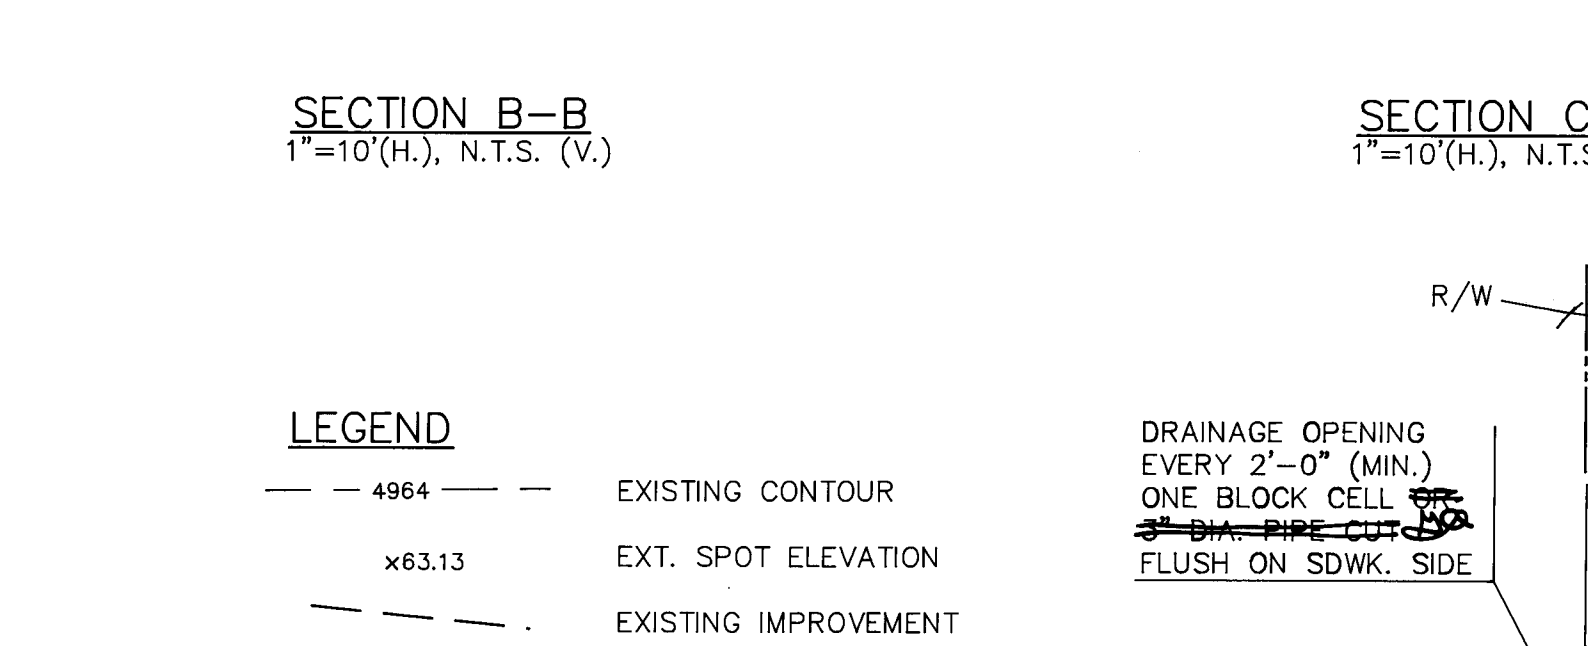 SECTION B-B
1"=10'(H.), N.T.S. (V.)
SECTION C
1"=10'(H.), N.T.S
R/W
LEGEND
4964
EXISTING CONTOUR
x63.13
EXT. SPOT ELEVATION
EXISTING IMPROVEMENT
DRAINAGE OPENING
EVERY 2'-0" (MIN.)
ONE BLOCK CELL OR
3" DIA. PIPE CUT
FLUSH ON SDWK. SIDE